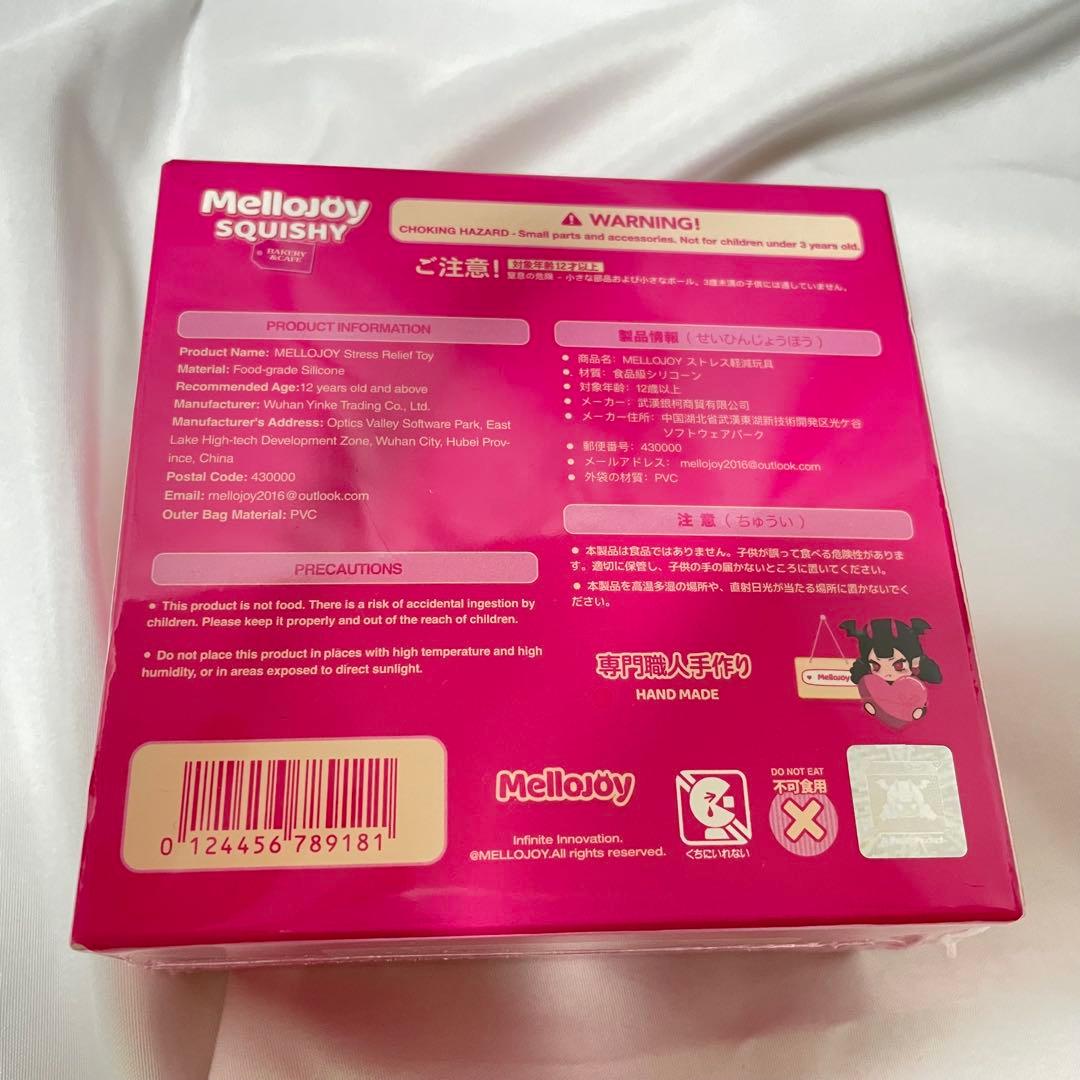 MelloJOy
SQUISHY
BAKERY
&CAFE
⚠ WARNING!
CHOKING HAZARD - Small parts and accessories. Not for children under 3 years old.
ご注意! 対象年齢12才以上
窒息の危険 - 小さな部品および小さなボール。3歳未満の子供には適していません。
PRODUCT INFORMATION
Product Name: MELLOJOY Stress Relief Toy
Material: Food-grade Silicone
Recommended Age:12 years old and above
Manufacturer: Wuhan Yinke Trading Co., Ltd.
Manufacturer's Address: Optics Valley Software Park, East
Lake High-tech Development Zone, Wuhan City, Hubei Prov-
ince, China
Postal Code: 430000
Email: mellojoy2016@outlook.com
Outer Bag Material: PVC
製品情報 ( せいひんじょうほう )
• 商品名: MELLOJOY ストレス軽減玩具
• 材質: 食品級シリコーン
• 対象年齢: 12歳以上
• メーカー: 武漢銀柯商貿有限公司
• メーカー住所: 中国湖北省武漢東湖新技術開発区光ケ谷
ソフトウェアパーク
• 郵便番号: 430000
• メールアドレス: mellojoy2016@outlook.com
• 外袋の材質: PVC
PRECAUTIONS
• This product is not food. There is a risk of accidental ingestion by
children. Please keep it properly and out of the reach of children.
• Do not place this product in places with high temperature and high
humidity, or in areas exposed to direct sunlight.
注 意 ( ちゅうい )
• 本製品は食品ではありません。子供が誤って食べる危険性がありま
す。適切に保管し、子供の手の届かないところに置いてください。
• 本製品を高温多湿の場所や、直射日光が当たる場所に置かないでく
ださい。
専門職人手作り
HAND MADE
MelloJoy
0 124456 789181
MelloJOy
Infinite Innovation.
@MELLOJOY.All rights reserved.
くちにいれない
DO NOT EAT
不可食用